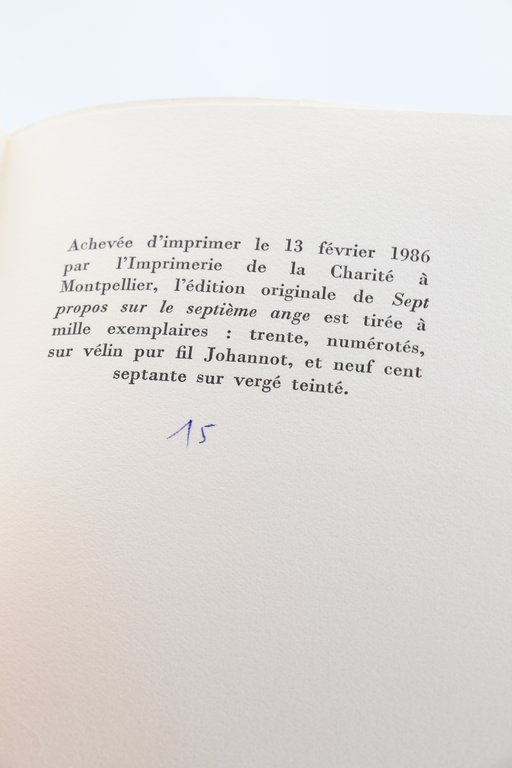 Achevée d'imprimer le 13 février 1986
par l'Imprimerie de la Charité à
Montpellier, l'édition originale de Sept
propos sur le septième ange est tirée à
mille exemplaires : trente, numérotés,
sur vélin pur fil Johannot, et neuf cent
septante sur vergé teinté.
15